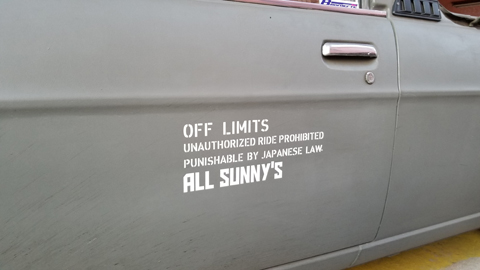 OFF LIMITS
UNAUTHORIZED RIDE PROHIBITED
PUNISHABLE BY JAPANESE LAW.
ALL SUNNY'S